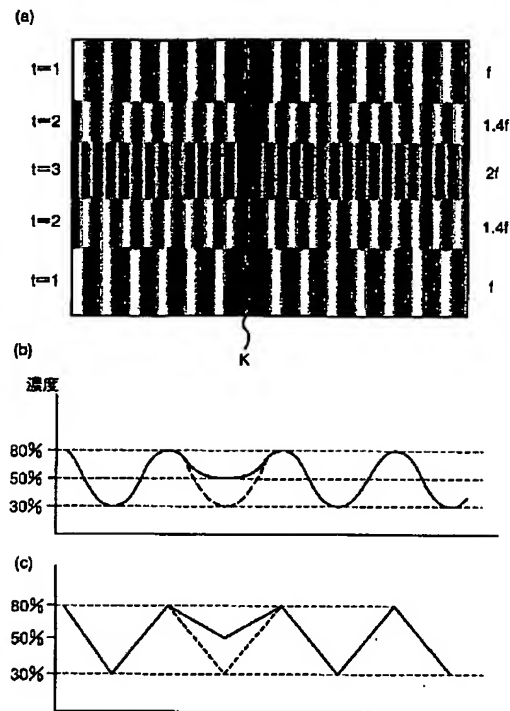 (a)
t=1 f
t=2 1.4f
t=3 2f
t=2 1.4f
t=1 f
K
(b)
濃度
80%
50%
30%
(c)
80%
50%
30%